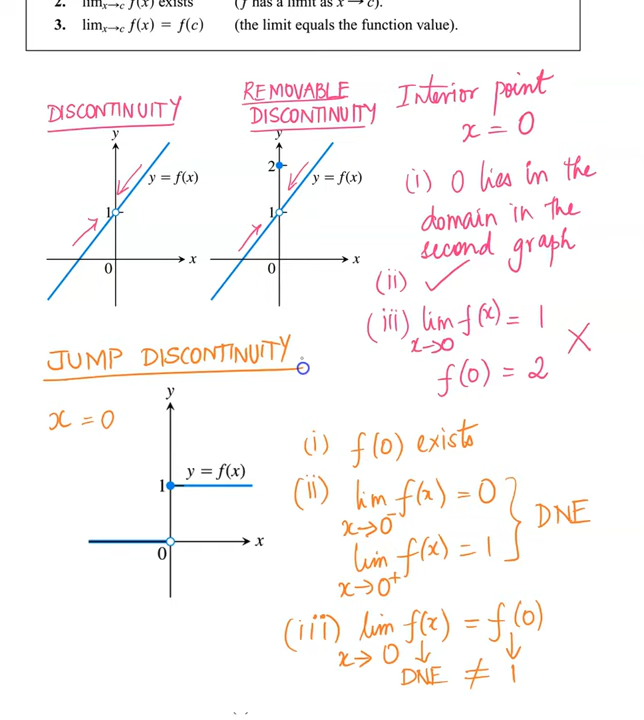 2. lim x→c f(x) exists (f has a limit as x → c).
3. lim x→c f(x) = f(c) (the limit equals the function value).
DISCONTINUITY
REMOVABLE
DISCONTINUITY
Interior point
x = 0
y
1
y = f(x)
0
x
y
2
1
y = f(x)
0
x
(i) 0 lies in the
domain in the
second graph
(ii) ✓
(iii) lim f(x) = 1
x→0
f(0) = 2
X
JUMP DISCONTINUITY
x = 0
y
y = f(x)
1
0
x
(i) f(0) exists
(ii) lim f(x) = 0
x→0⁻
lim f(x) = 1
x→0⁺
} DNE
(iii) lim f(x) = f(0)
x→0 ↓ ↓
DNE ≠ 1